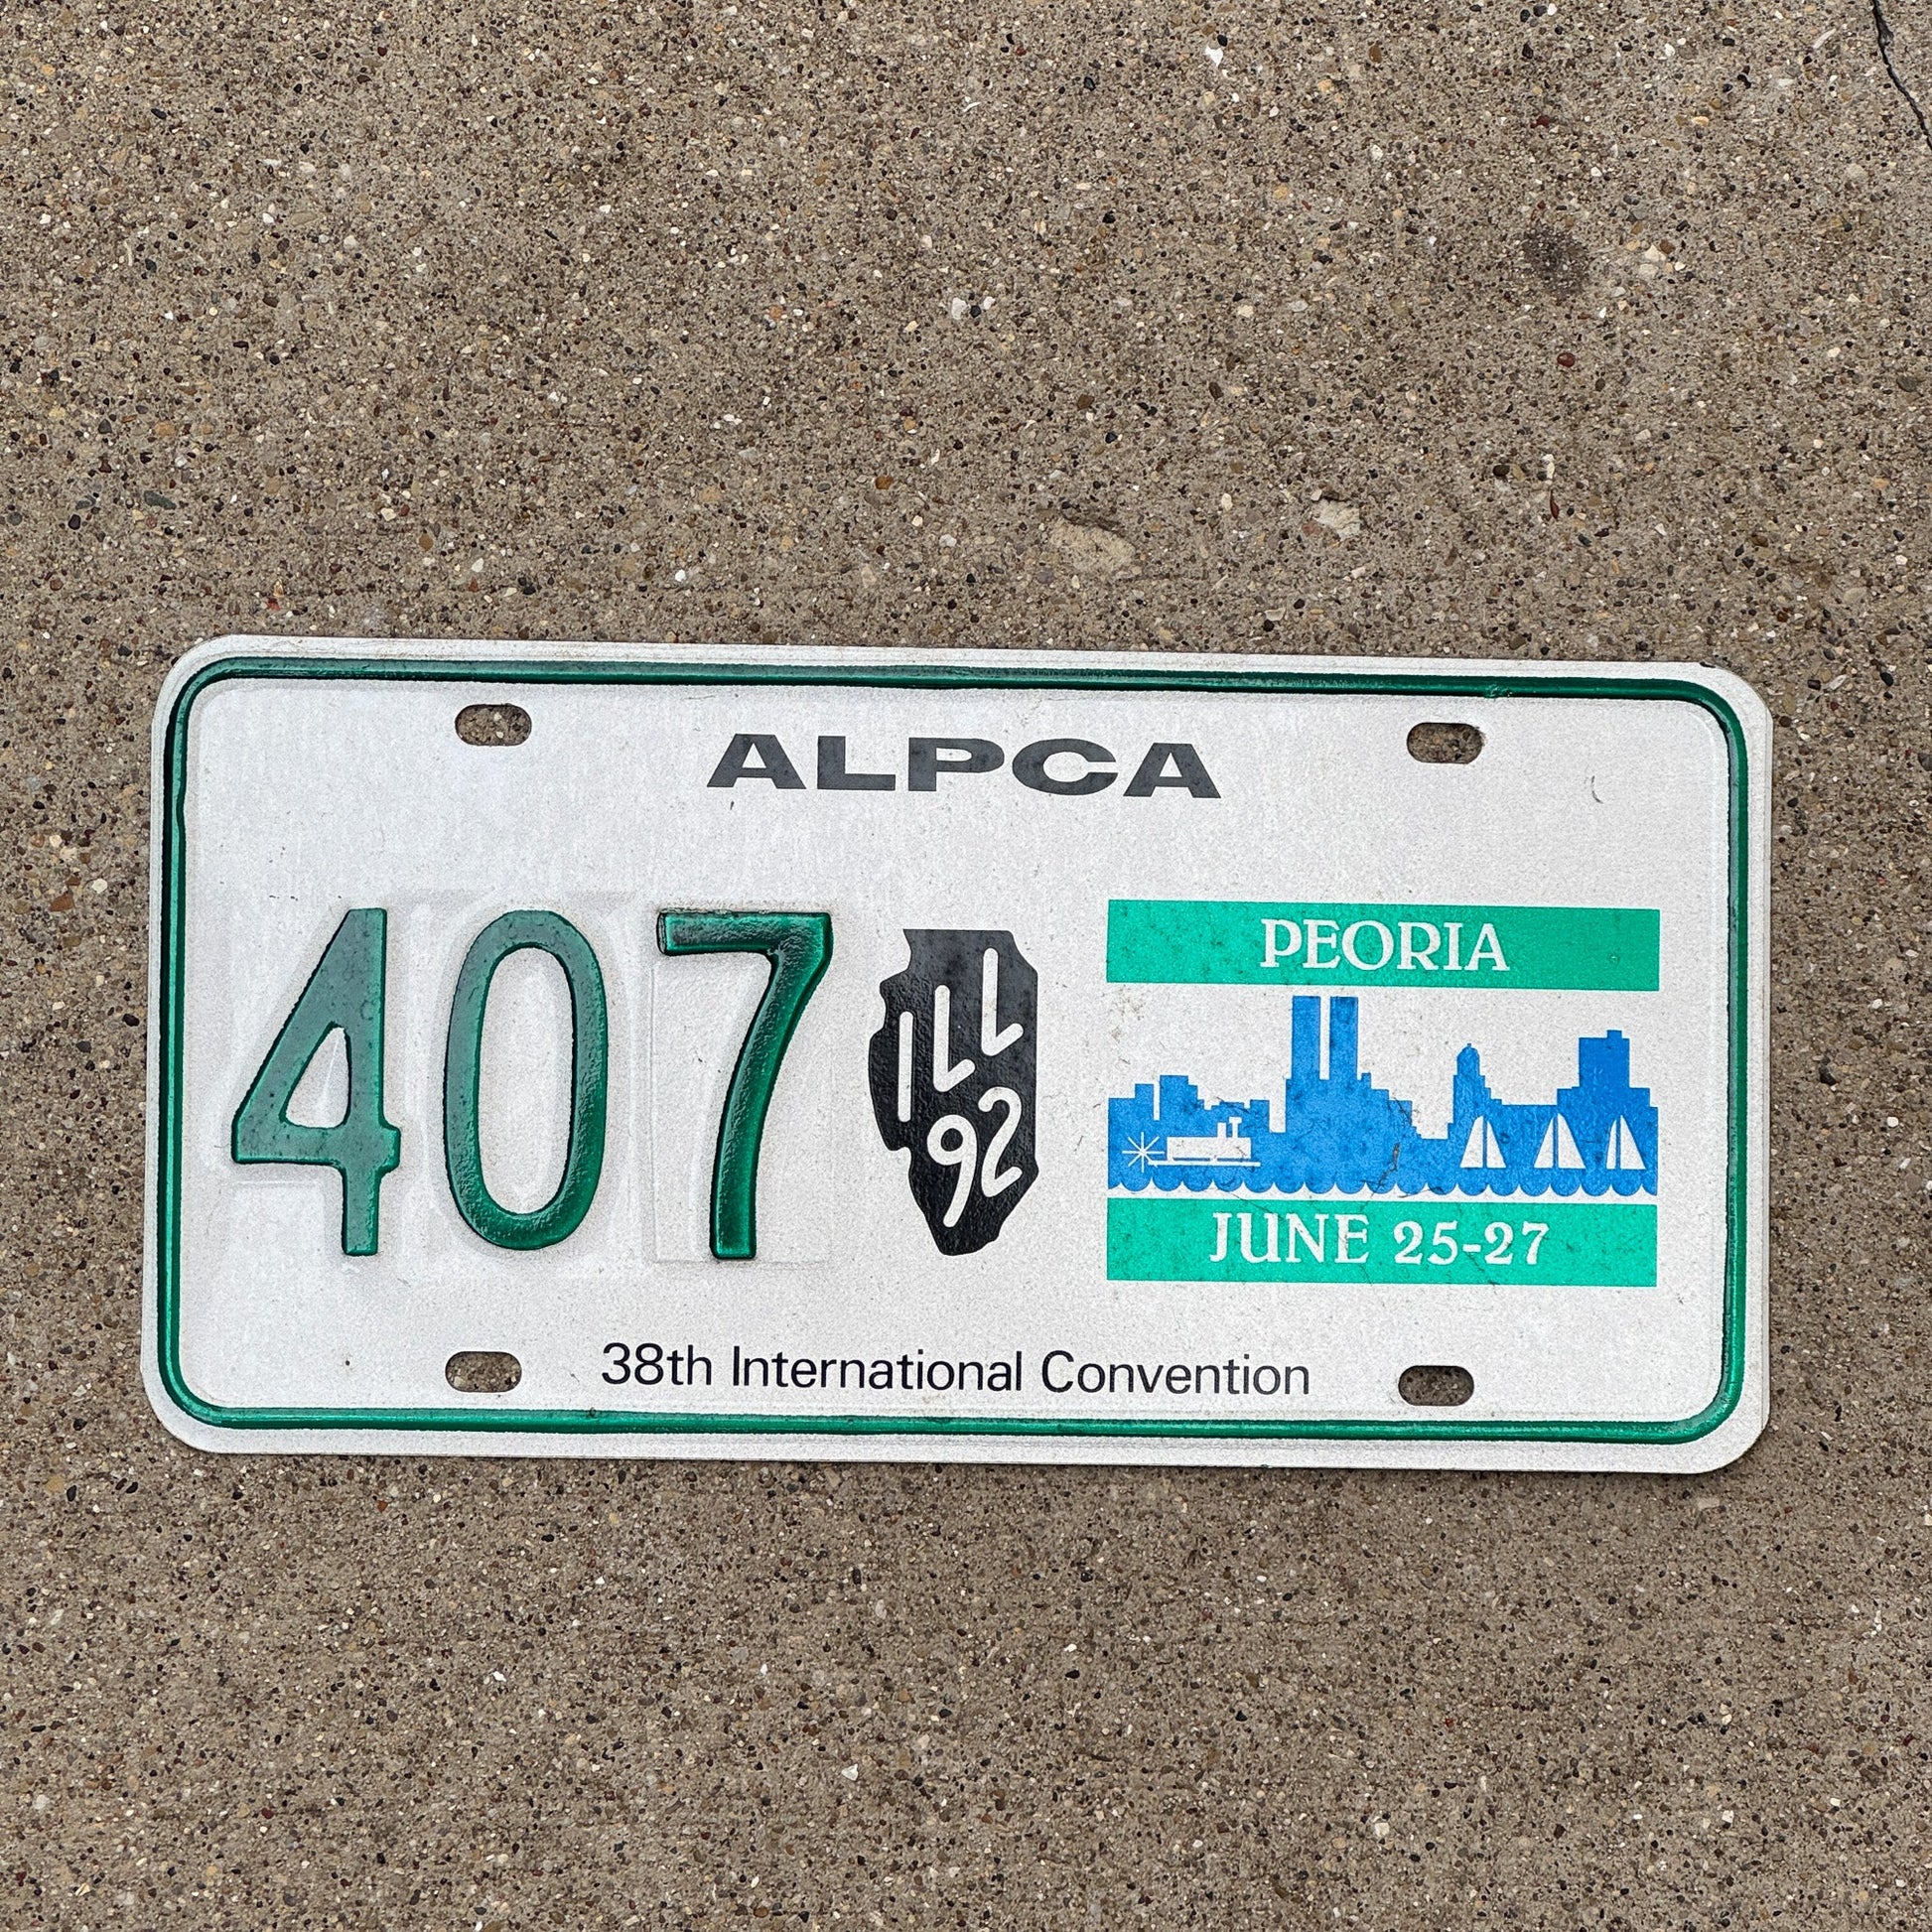 ALPCA
407
ILL
92
PEORIA
JUNE 25-27
38th International Convention